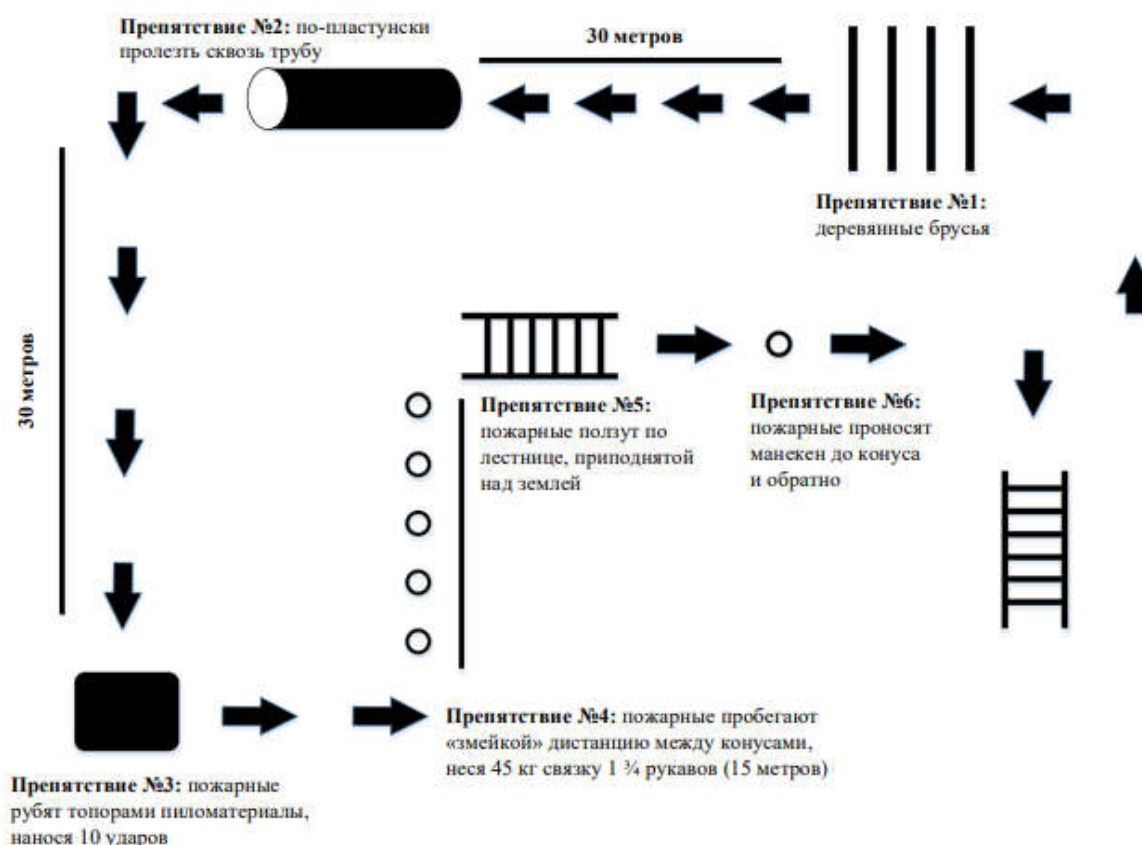 Препятствие №2: по-пластунски
пролезть сквозь трубу
30 метров
Препятствие №1:
деревянные брусья
30 метров
Препятствие №5:
пожарные ползут по
лестнице, приподнятой
над землей
Препятствие №6:
пожарные проносят
манекен до конуса
и обратно
Препятствие №4: пожарные пробегают
«змейкой» дистанцию между конусами,
неся 45 кг связку 1 ¾ рукавов (15 метров)
Препятствие №3: пожарные
рубят топорами пиломатериалы,
нанося 10 ударов